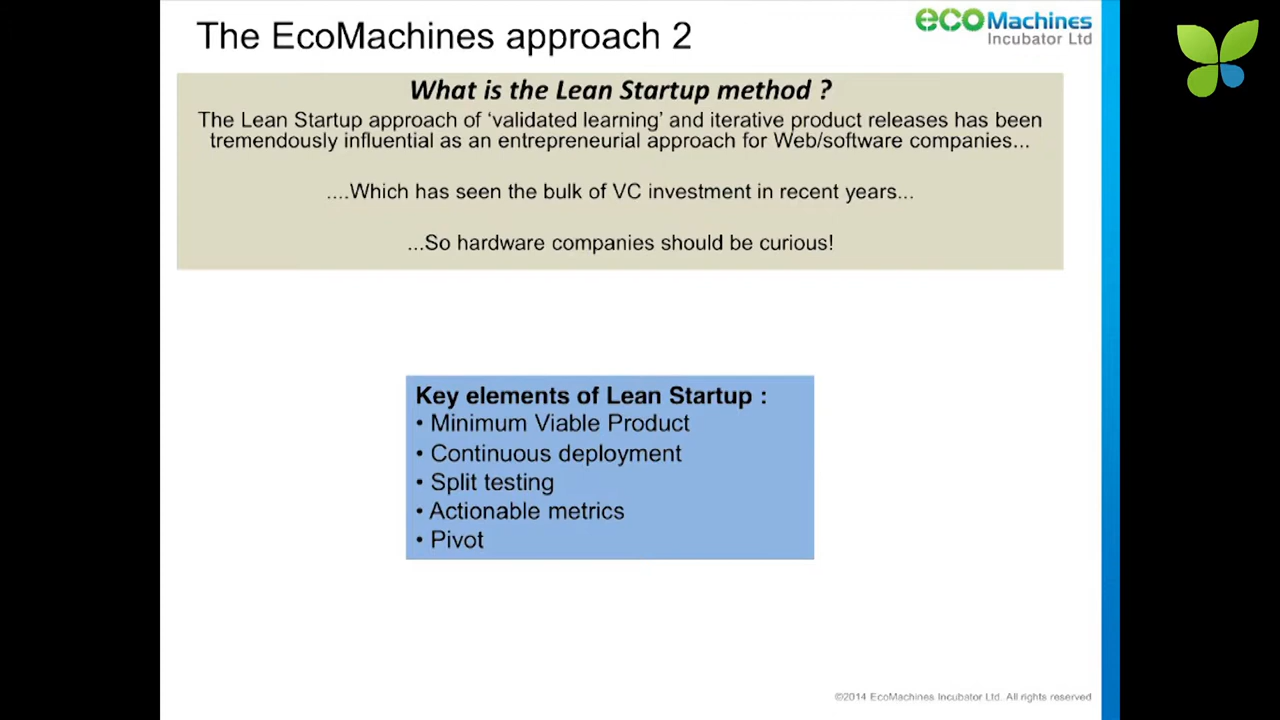 The EcoMachines approach 2
ecoMachines
Incubator Ltd
What is the Lean Startup method ?
The Lean Startup approach of ‘validated learning’ and iterative product releases has been
tremendously influential as an entrepreneurial approach for Web/software companies...
....Which has seen the bulk of VC investment in recent years...
...So hardware companies should be curious!
Key elements of Lean Startup :
• Minimum Viable Product
• Continuous deployment
• Split testing
• Actionable metrics
• Pivot
©2014 EcoMachines Incubator Ltd. All rights reserved